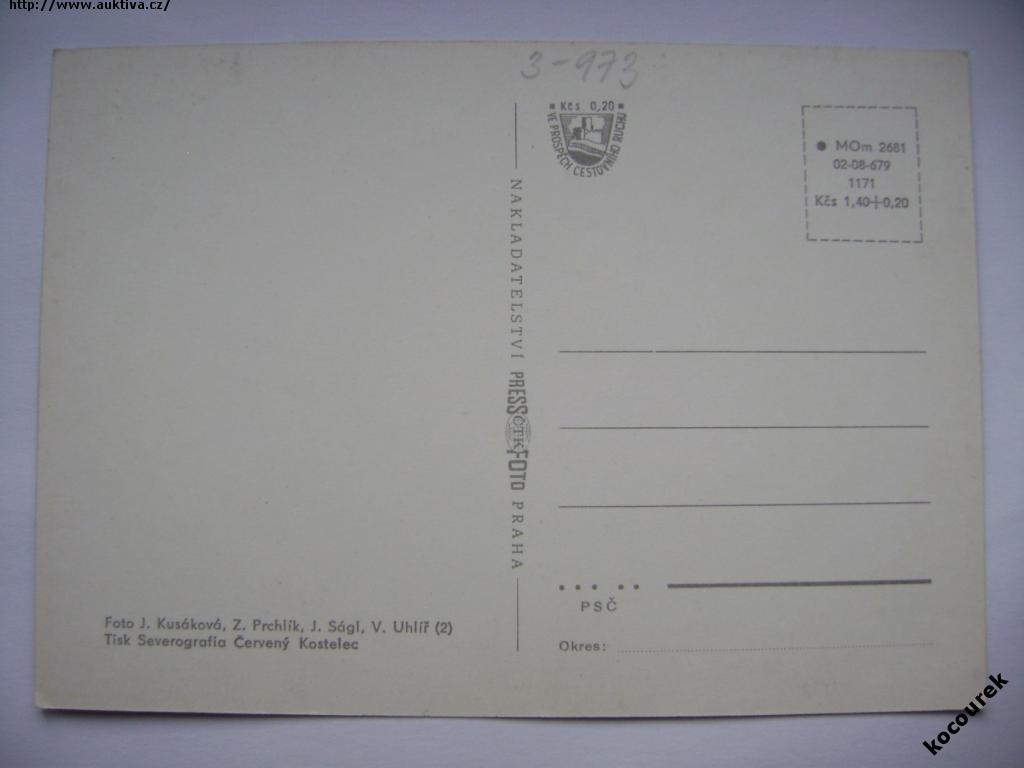 http://www.auktiva.cz/
3-973
Kčs 0,20
VE PROSPĚCH CESTOVNÍHO RUCHU
● MOm 2681
02-08-679
1171
Kčs 1,40+0,20
NAKLADATELSTVÍ PRESSFOTO PRAHA
ČTK
PSČ
Okres:
Foto J. Kusáková, Z. Prchlík, J. Ságl, V. Uhlíř (2)
Tisk Severografia Červený Kostelec
kocourek